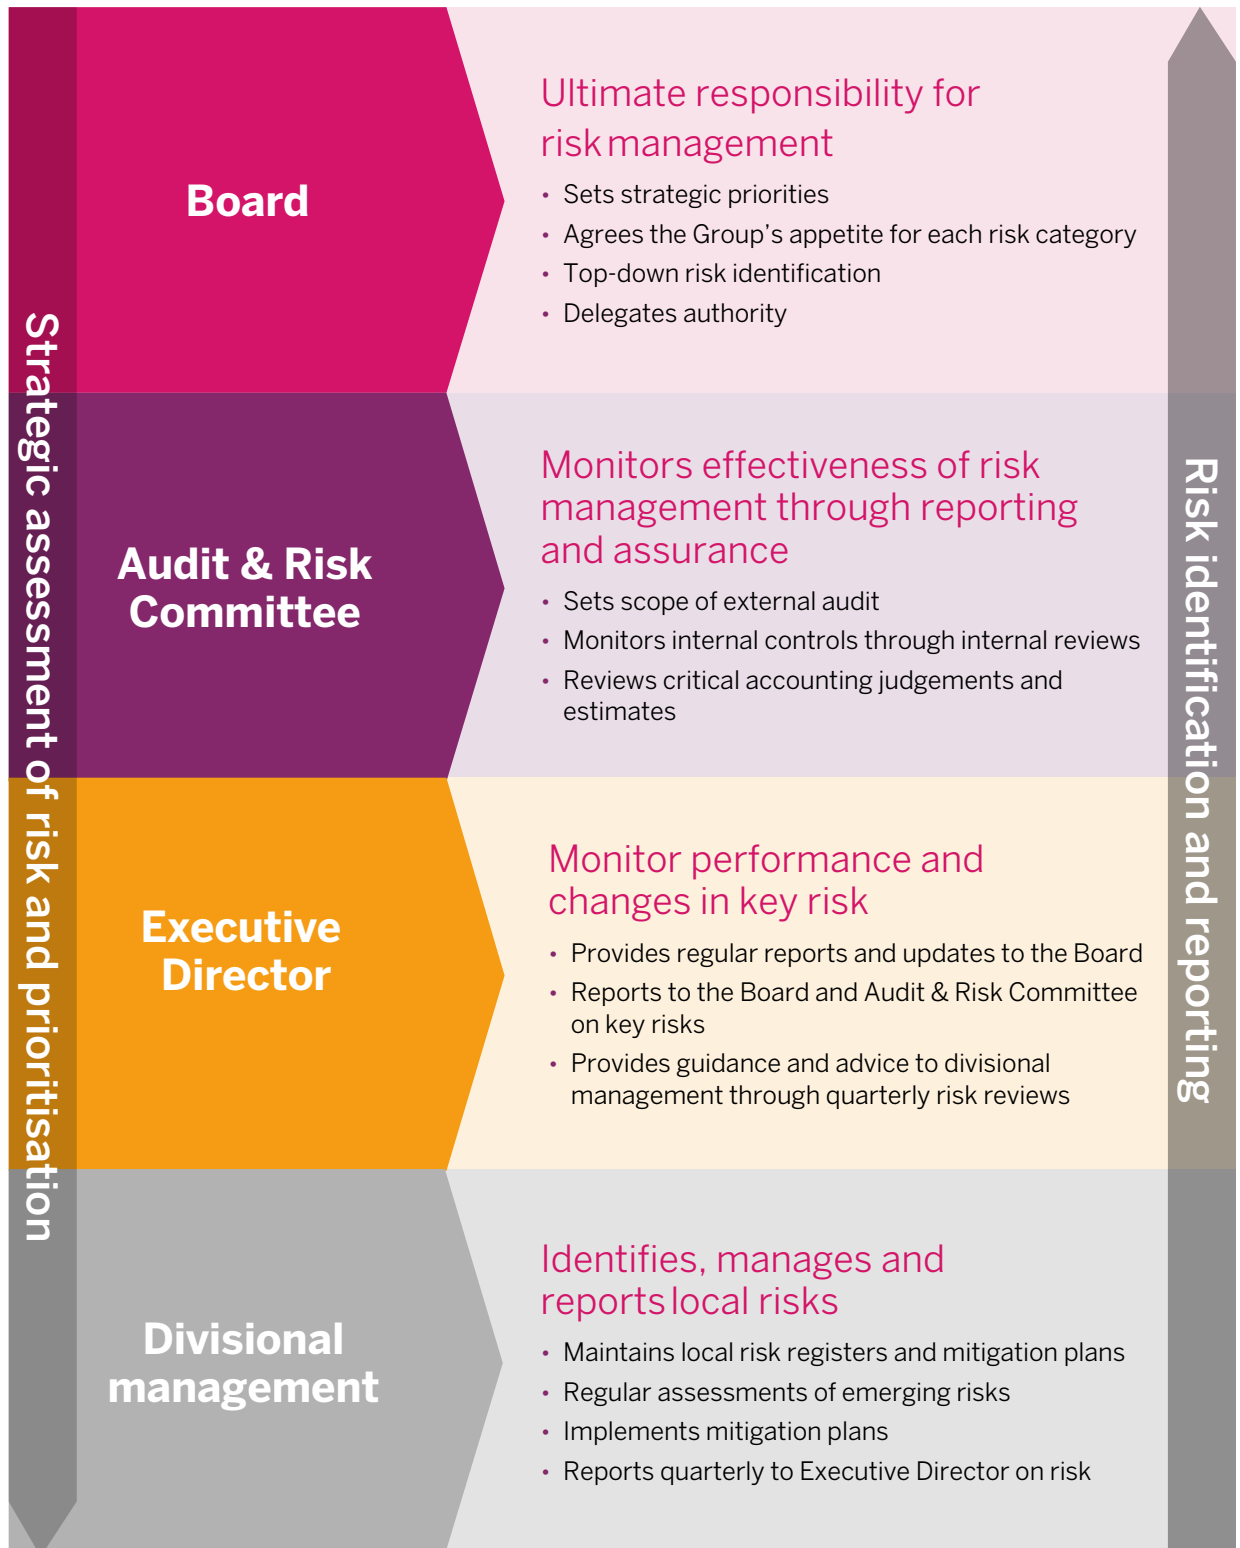 Strategic assessment of risk and prioritisation
Board
Ultimate responsibility for
risk management
• Sets strategic priorities
• Agrees the Group's appetite for each risk category
• Top-down risk identification
• Delegates authority
Audit & Risk
Committee
Monitors effectiveness of risk
management through reporting
and assurance
• Sets scope of external audit
• Monitors internal controls through internal reviews
• Reviews critical accounting judgements and
estimates
Executive
Director
Monitor performance and
changes in key risk
• Provides regular reports and updates to the Board
• Reports to the Board and Audit & Risk Committee
on key risks
• Provides guidance and advice to divisional
management through quarterly risk reviews
Divisional
management
Identifies, manages and
reports local risks
• Maintains local risk registers and mitigation plans
• Regular assessments of emerging risks
• Implements mitigation plans
• Reports quarterly to Executive Director on risk
Risk identification and reporting